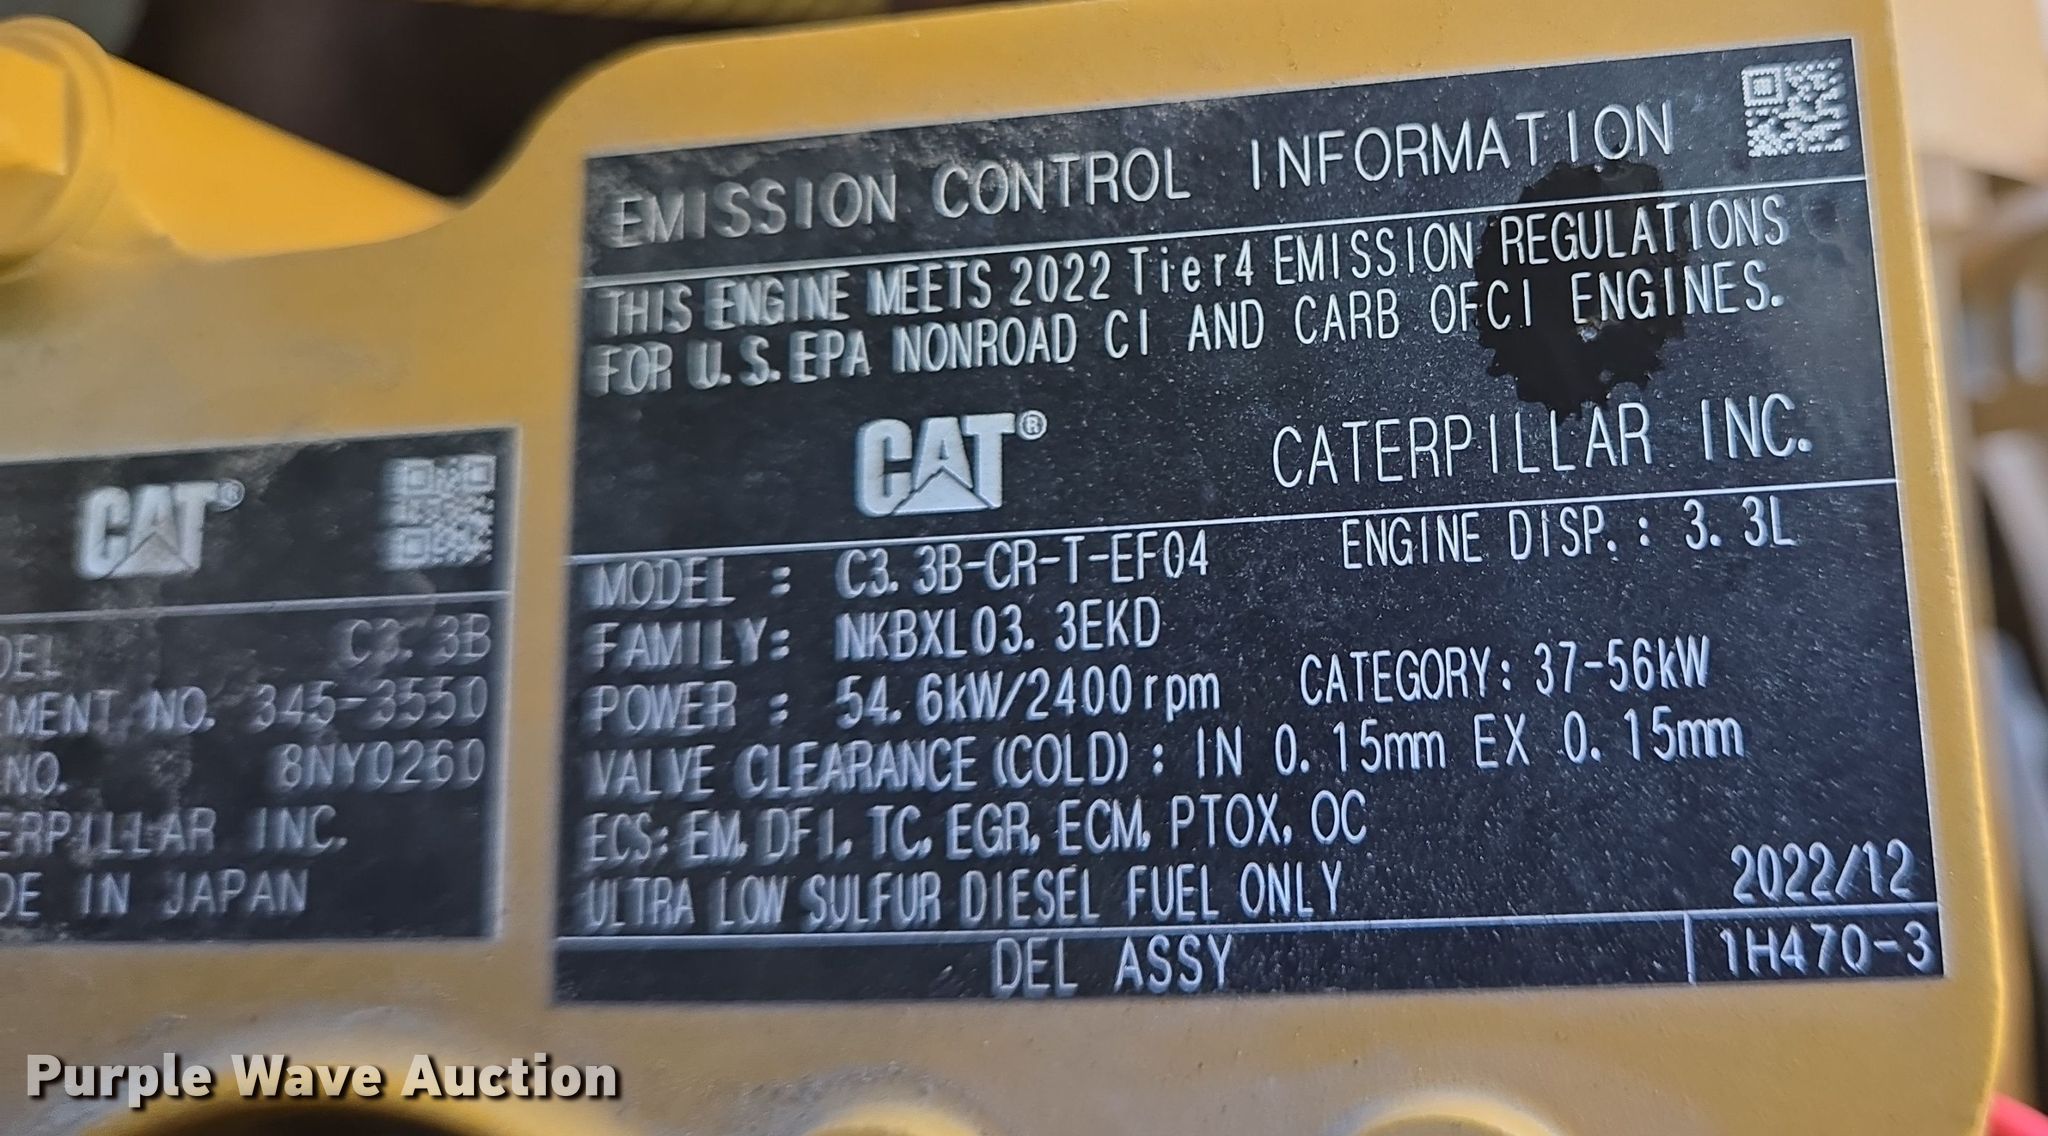 CAT®
DEL C3.3B
EMENT NO. 345-3550
NO. 8NY0260
ERPILLAR INC.
DE IN JAPAN
EMISSION CONTROL INFORMATION
THIS ENGINE MEETS 2022 Tier4 EMISSION REGULATIONS
FOR U.S.EPA NONROAD CI AND CARB OFCI ENGINES.
CAT® CATERPILLAR INC.
MODEL : C3.3B-CR-T-EF04 ENGINE DISP.: 3.3L
FAMILY: NKBXL03.3EKD
POWER : 54.6kW/2400rpm CATEGORY: 37-56kW
VALVE CLEARANCE (COLD) : IN 0.15mm EX 0.15mm
ECS: EM, DFI, TC, EGR, ECM, PTOX, OC
ULTRA LOW SULFUR DIESEL FUEL ONLY 2022/12
DEL ASSY 1H470-3
Purple Wave Auction